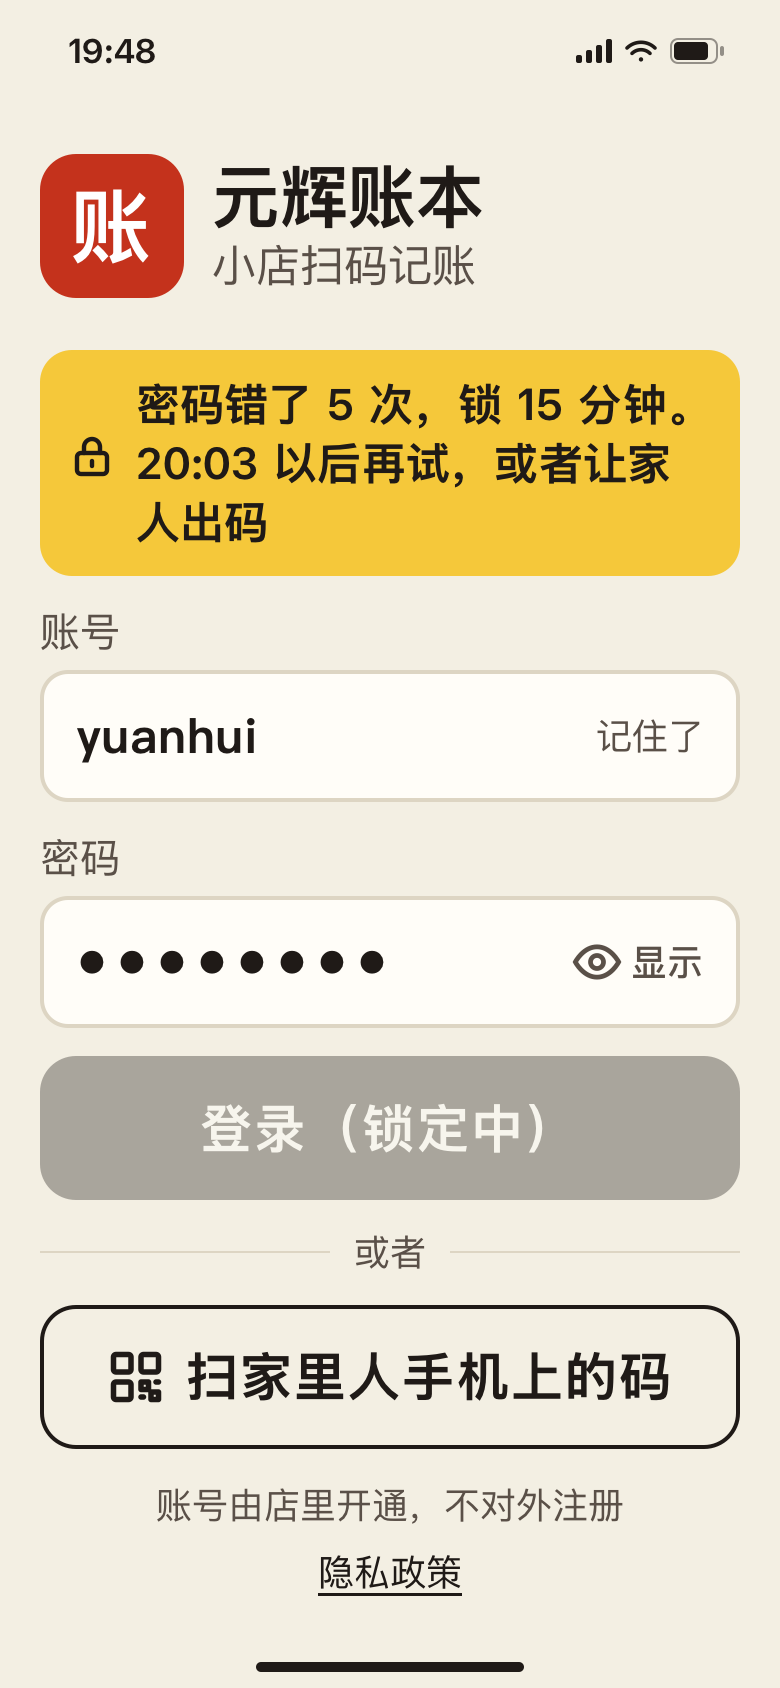 19:48
账
元辉账本
小店扫码记账
密码错了 5 次，锁 15 分钟。
20:03 以后再试，或者让家
人出码
账号
yuanhui
记住了
密码
●●●●●●●●
显示
登录（锁定中）
或者
扫家里人手机上的码
账号由店里开通，不对外注册
隐私政策